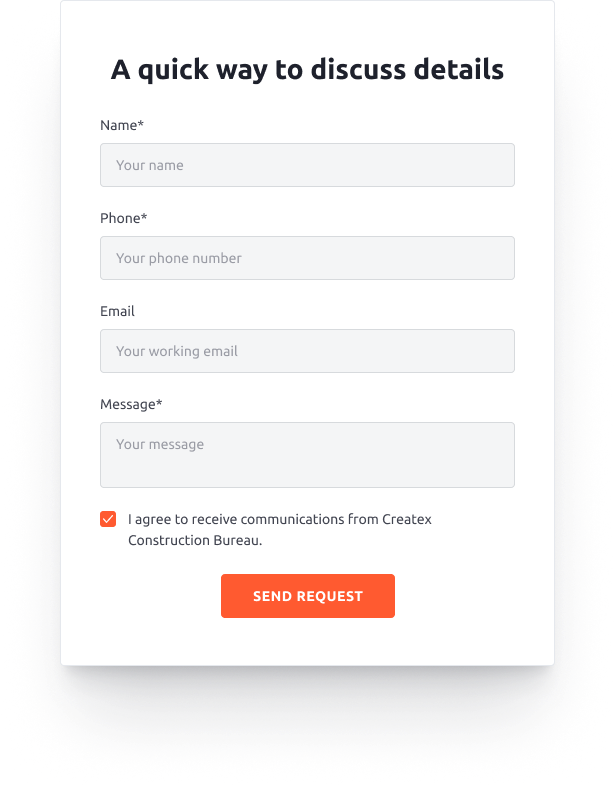 A quick way to discuss details
Name*
Your name
Phone*
Your phone number
Email
Your working email
Message*
Your message
I agree to receive communications from Createx
Construction Bureau.
SEND REQUEST